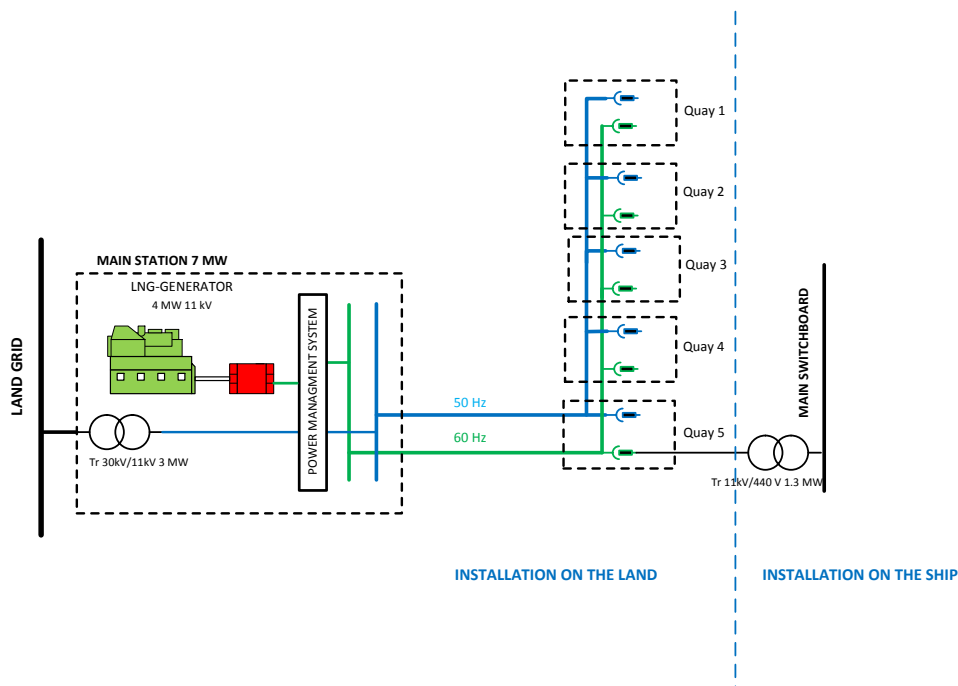 Quay 1
Quay 2
MAIN STATION 7 MW
LNG-GENERATOR
4 MW 11 kV
Quay 3
LAND GRID
POWER MANAGMENT SYSTEM
MAIN SWITCHBOARD
Quay 4
50 Hz
Quay 5
60 Hz
Tr 30kV/11kV 3 MW
Tr 11kV/440 V 1.3 MW
INSTALLATION ON THE LAND
INSTALLATION ON THE SHIP